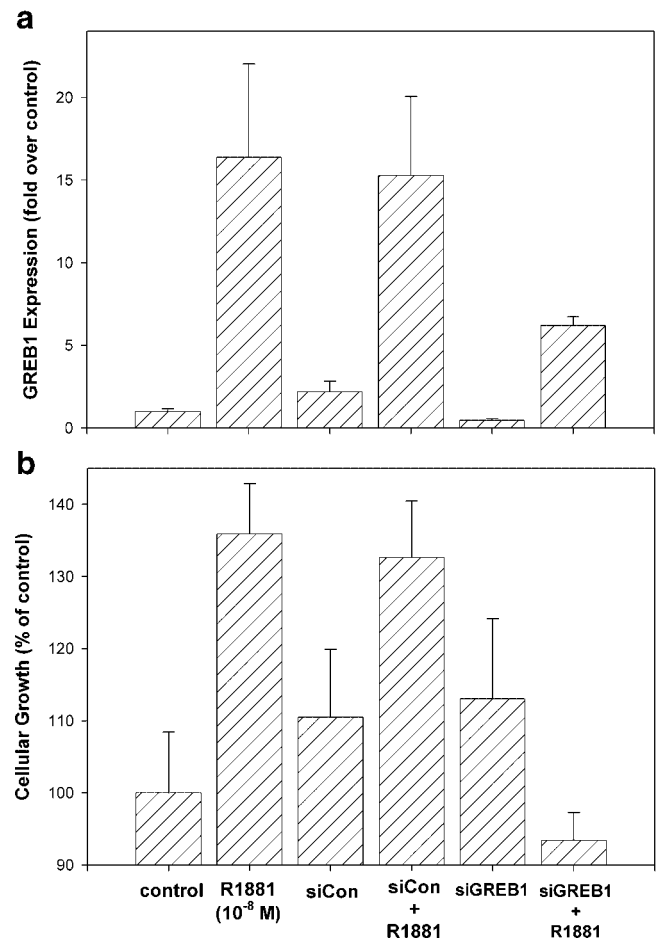 a
GREB1 Expression (fold over control)
20
15
10
5
0
b
Cellular Growth (% of control)
140
130
120
110
100
90
control
R1881
(10⁻⁸ M)
siCon
siCon
+
R1881
siGREB1
siGREB1
+
R1881